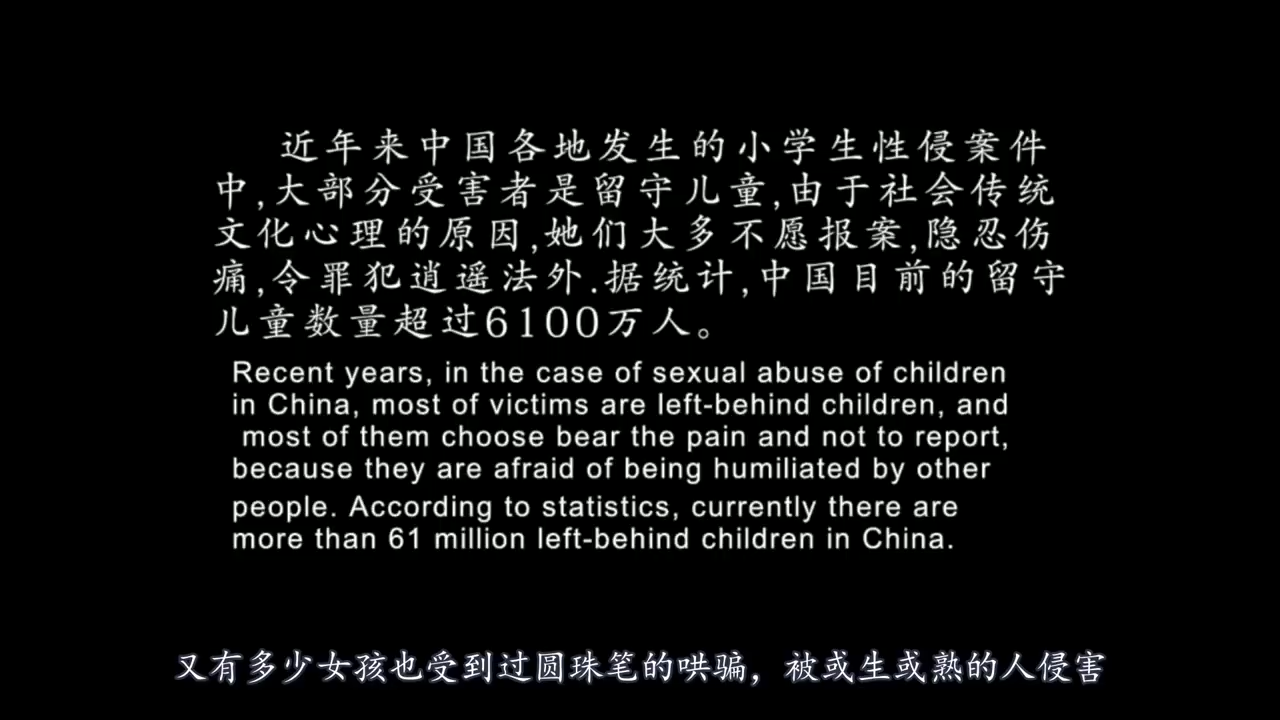 近年来中国各地发生的小学生性侵案件
中,大部分受害者是留守儿童,由于社会传统
文化心理的原因,她们大多不愿报案,隐忍伤
痛,令罪犯逍遥法外.据统计,中国目前的留守
儿童数量超过6100万人。
Recent years, in the case of sexual abuse of children
in China, most of victims are left-behind children, and
most of them choose bear the pain and not to report,
because they are afraid of being humiliated by other
people. According to statistics, currently there are
more than 61 million left-behind children in China.
又有多少女孩也受到过圆珠笔的哄骗，被或生或熟的人侵害